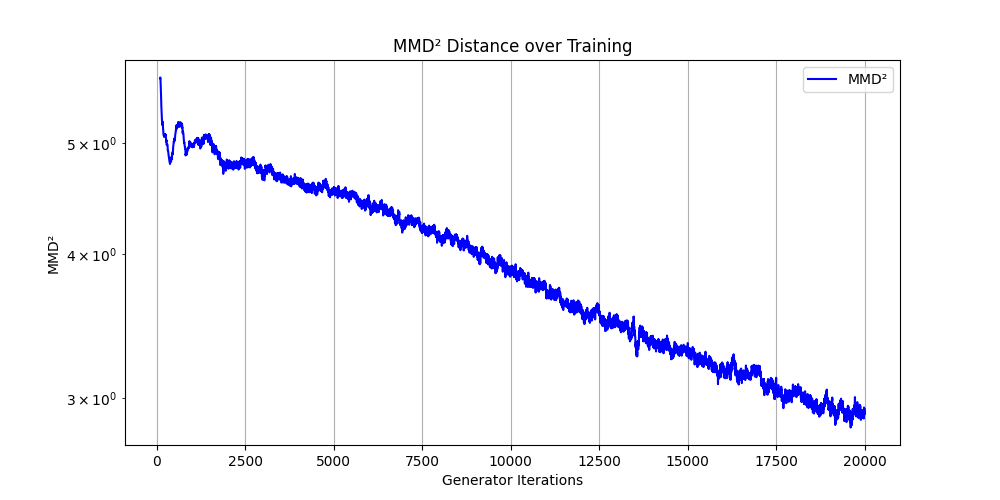 MMD² Distance over Training
MMD²
5 × 10⁰
4 × 10⁰
3 × 10⁰
MMD²
0 2500 5000 7500 10000 12500 15000 17500 20000
Generator Iterations